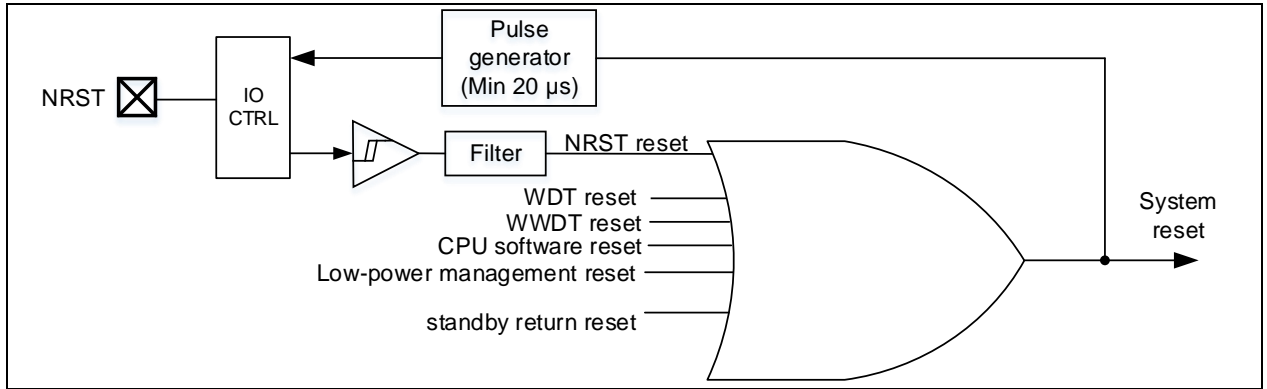 Pulse
generator
(Min 20 µs)
NRST
IO
CTRL
Filter
NRST reset
WDT reset
WWDT reset
CPU software reset
Low-power management reset
standby return reset
System
reset